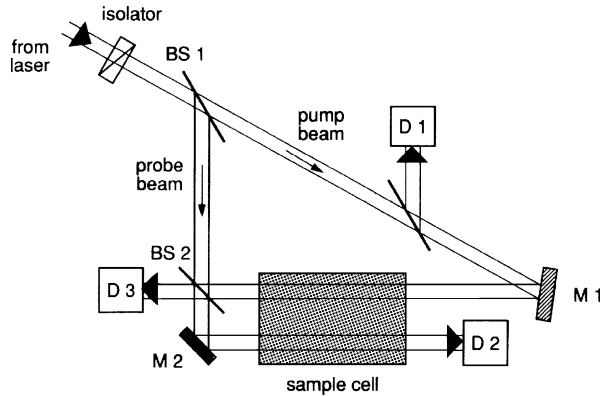 isolator
from
laser
BS 1
pump
beam
D 1
probe
beam
BS 2
D 3
M 1
M 2
D 2
sample cell